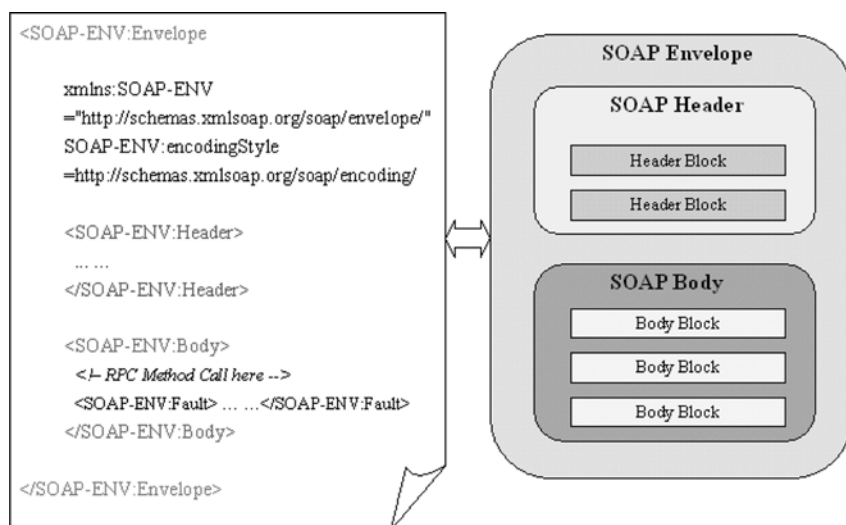 <SOAP-ENV:Envelope
xmlns:SOAP-ENV
="http://schemas.xmlsoap.org/soap/envelope/"
SOAP-ENV:encodingStyle
=http://schemas.xmlsoap.org/soap/encoding/
<SOAP-ENV:Header>
... ...
</SOAP-ENV:Header>
<SOAP-ENV:Body>
<!– RPC Method Call here -->
<SOAP-ENV:Fault> ... ...</SOAP-ENV:Fault>
</SOAP-ENV:Body>
</SOAP-ENV:Envelope>
SOAP Envelope
SOAP Header
Header Block
Header Block
SOAP Body
Body Block
Body Block
Body Block